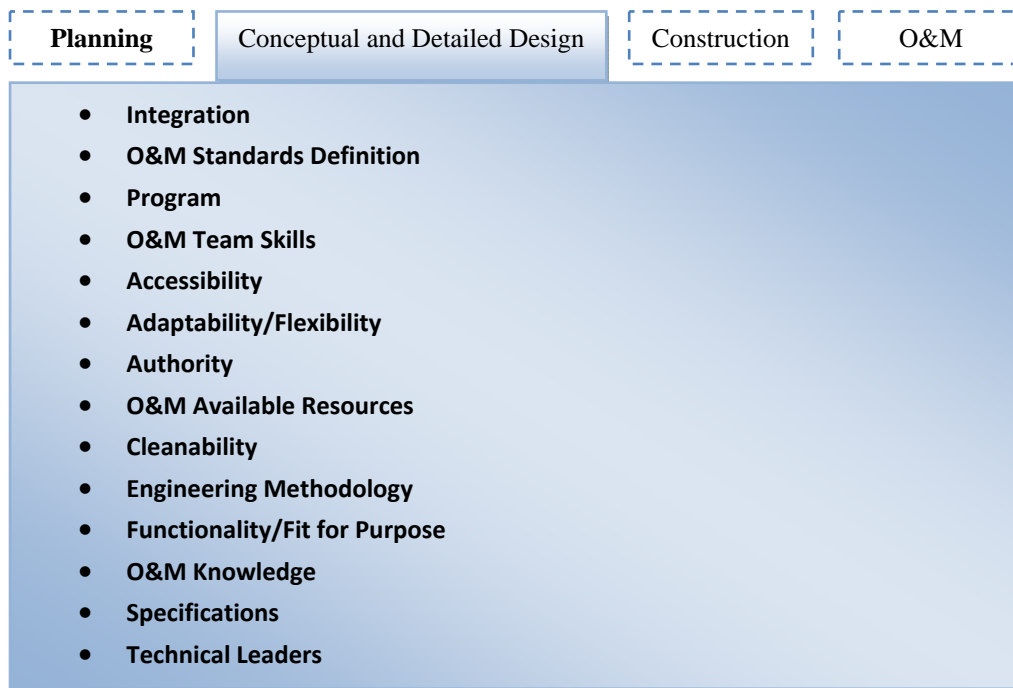 Planning Conceptual and Detailed Design Construction O&M
• Integration
• O&M Standards Definition
• Program
• O&M Team Skills
• Accessibility
• Adaptability/Flexibility
• Authority
• O&M Available Resources
• Cleanability
• Engineering Methodology
• Functionality/Fit for Purpose
• O&M Knowledge
• Specifications
• Technical Leaders